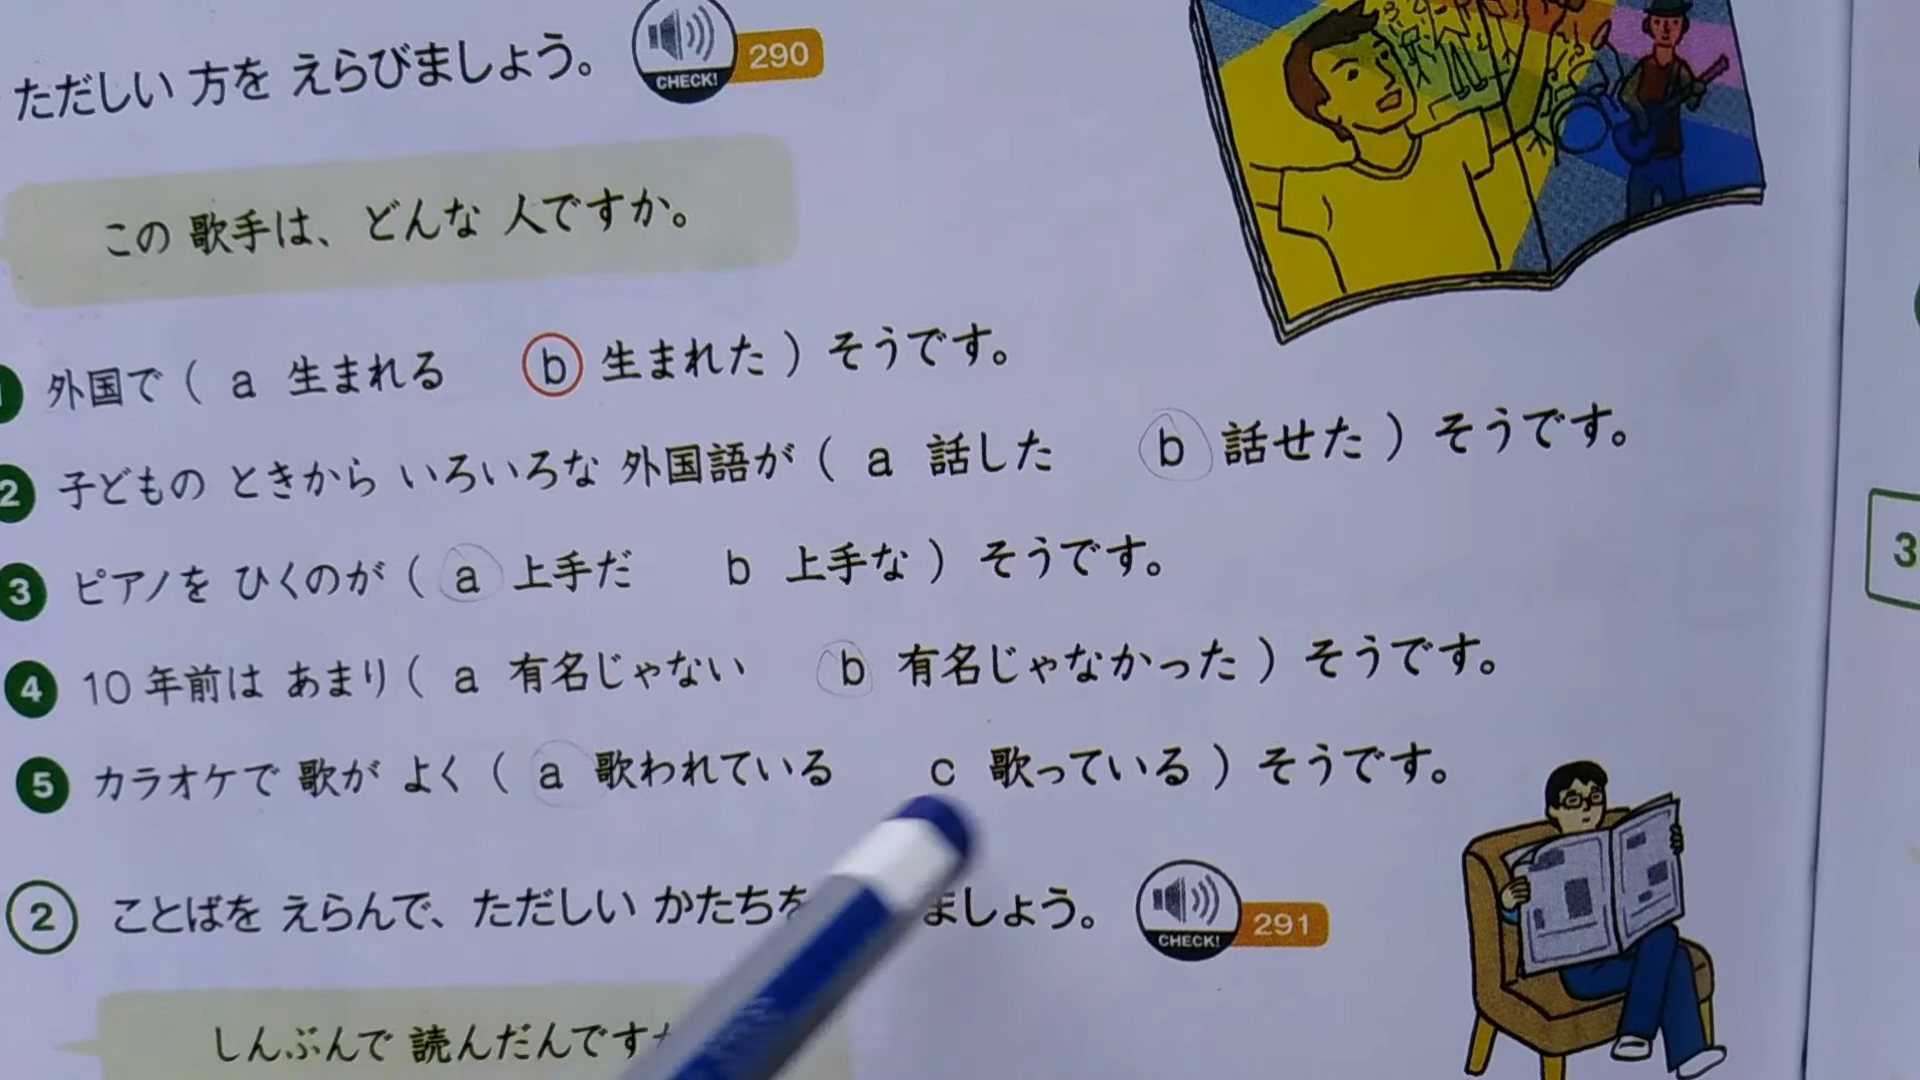 ただしい 方を えらびましょう。 CHECK! 290
この 歌手は、どんな 人ですか。
1 外国で ( a 生まれる b 生まれた ) そうです。
2 子どもの ときから いろいろな 外国語が ( a 話した b 話せた ) そうです。
3 ピアノを ひくのが ( a 上手だ b 上手な ) そうです。
4 10年前は あまり ( a 有名じゃない b 有名じゃなかった ) そうです。
5 カラオケで 歌が よく ( a 歌われている c 歌っている ) そうです。
2 ことばを えらんで、ただしい かたちを ましょう。 CHECK! 291
しんぶんで 読んだんです
3